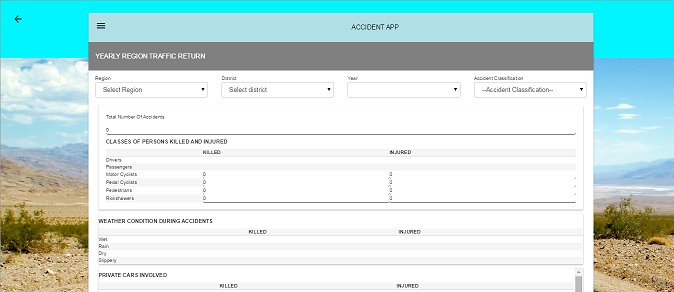 ACCIDENT APP
YEARLY REGION TRAFFIC RETURN
Region District Year Accident Classification
Select Region Select district --Accident Classification--
Total Number Of Accidents
0
CLASSES OF PERSONS KILLED AND INJURED
KILLED INJURED
Drivers
Passengers
Motor Cyclists 0 0
Pedal Cyclists 0 0
Pedestrians 0 0
Rickshawers 0 0
WEATHER CONDITION DURING ACCIDENTS
KILLED INJURED
Wet
Rain
Dry
Slippery
PRIVATE CARS INVOLVED
KILLED INJURED